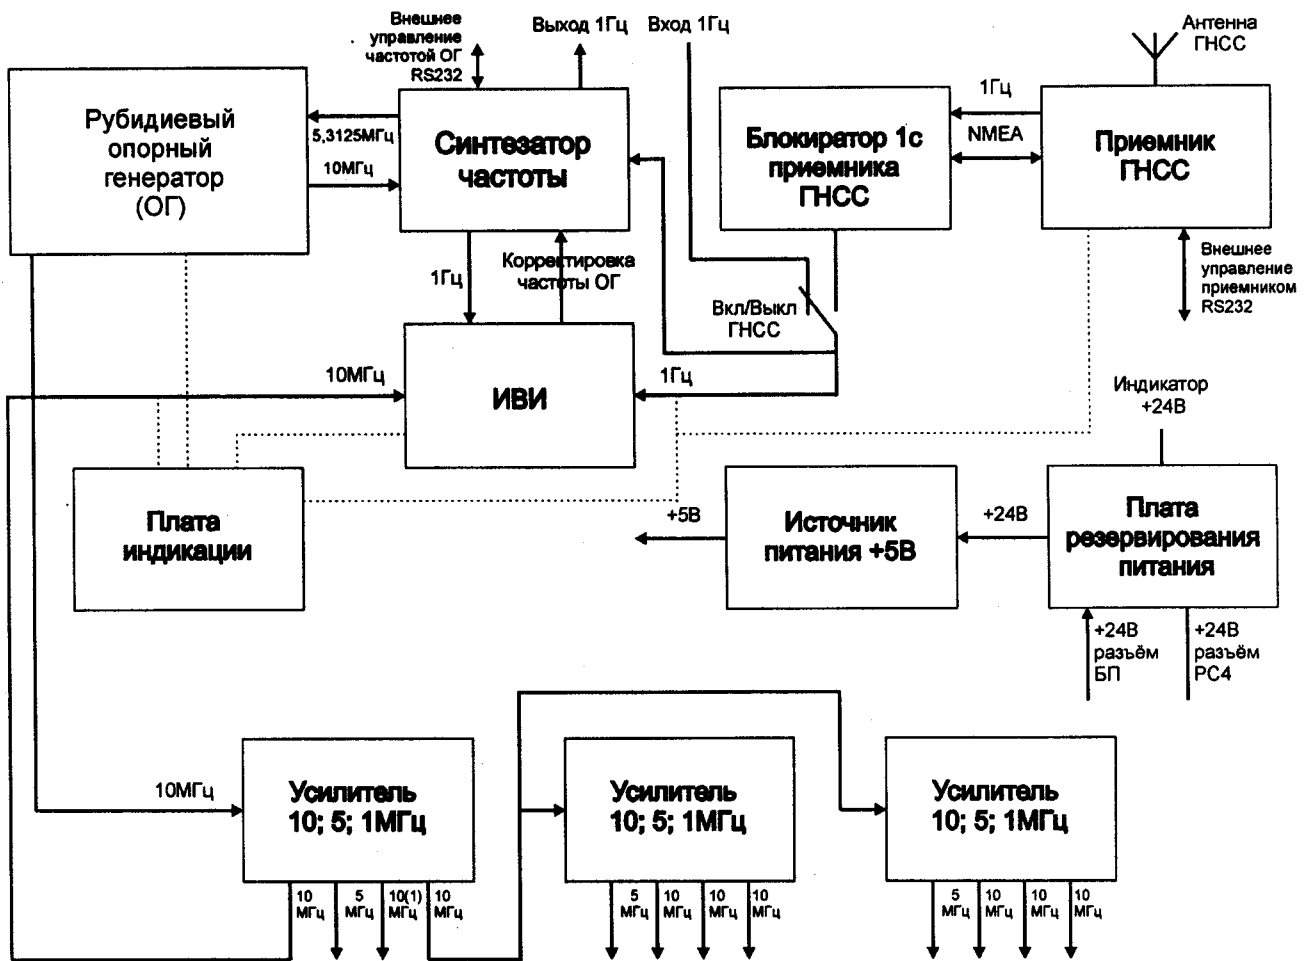 Внешнее
управление
частотой ОГ
RS232
Выход 1Гц
Вход 1Гц
Антенна
ГНСС
Рубидиевый
опорный
генератор
(ОГ)
5,3125МГц
10МГц
Синтезатор
частоты
Блокиратор 1с
приемника
ГНСС
1Гц
NMEA
Приемник
ГНСС
1Гц
Корректировка
частоты ОГ
Внешнее
управление
приемником
RS232
Вкл/Выкл
ГНСС
10МГц
ИВИ
1Гц
Индикатор
+24В
Плата
индикации
+5В
Источник
питания +5В
+24В
Плата
резервирования
питания
+24В
разъём
БП
+24В
разъём
РС4
10МГц
Усилитель
10; 5; 1МГц
Усилитель
10; 5; 1МГц
Усилитель
10; 5; 1МГц
10
МГц
5
МГц
10(1)
МГц
10
МГц
5
МГц
10
МГц
10
МГц
10
МГц
5
МГц
10
МГц
10
МГц
10
МГц